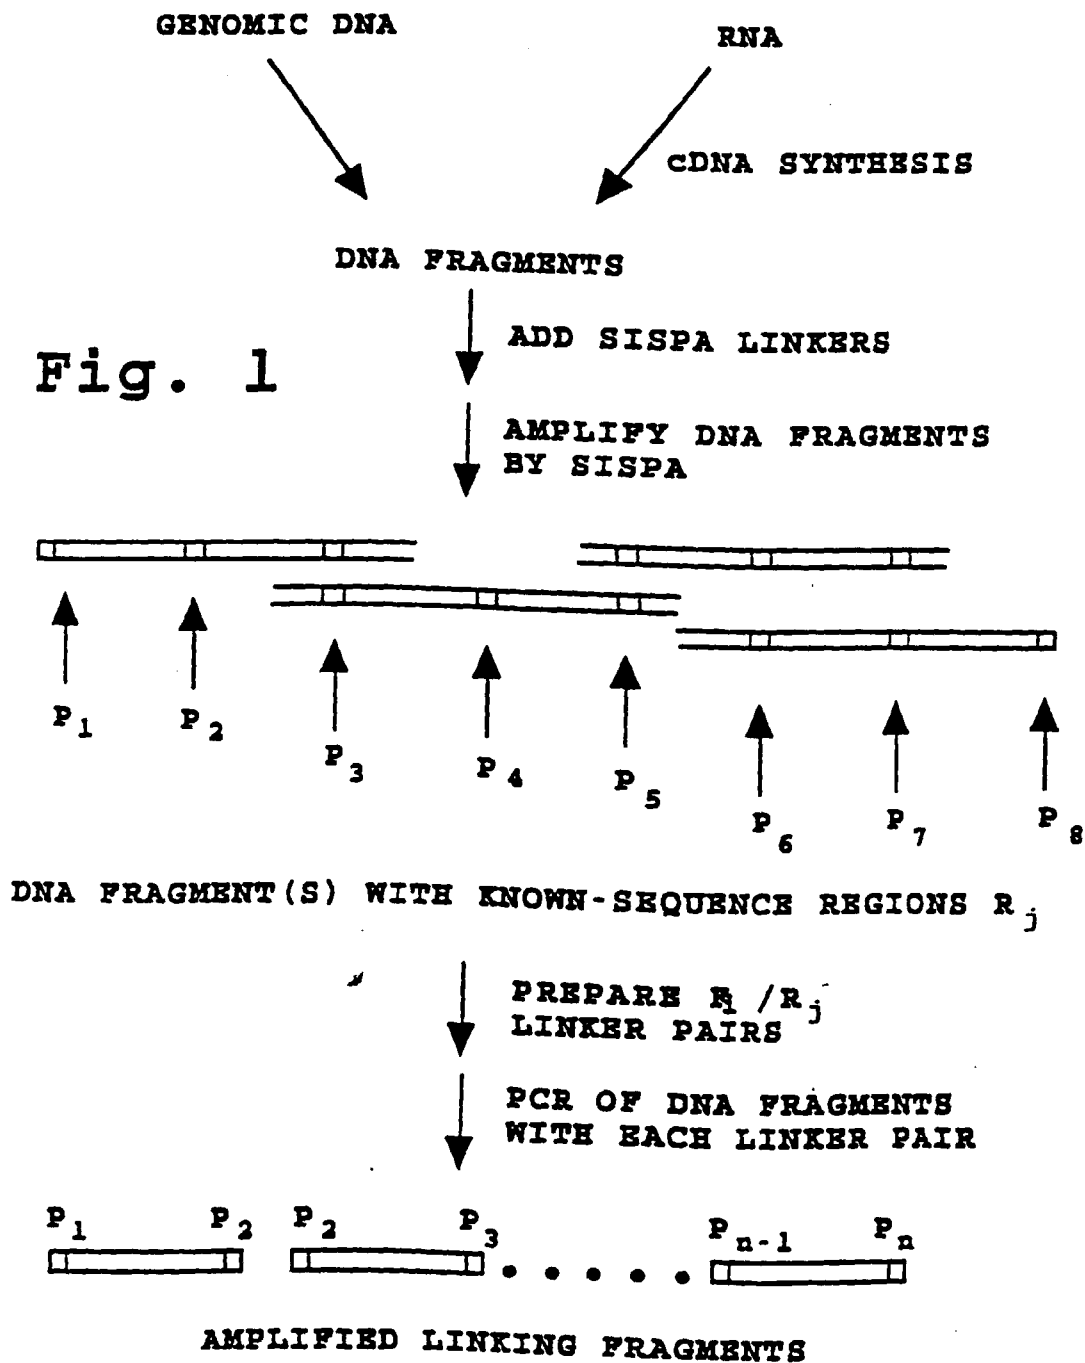 GENOMIC DNA
RNA
cDNA SYNTHESIS
DNA FRAGMENTS
ADD SISPA LINKERS
Fig. 1
AMPLIFY DNA FRAGMENTS
BY SISPA
P1
P2
P3
P4
P5
P6
P7
P8
DNA FRAGMENT(S) WITH KNOWN-SEQUENCE REGIONS Rj
PREPARE /Rj
LINKER PAIRS
PCR OF DNA FRAGMENTS
WITH EACH LINKER PAIR
P1 P2 P2 P3 Pn-1 Pn
AMPLIFIED LINKING FRAGMENTS